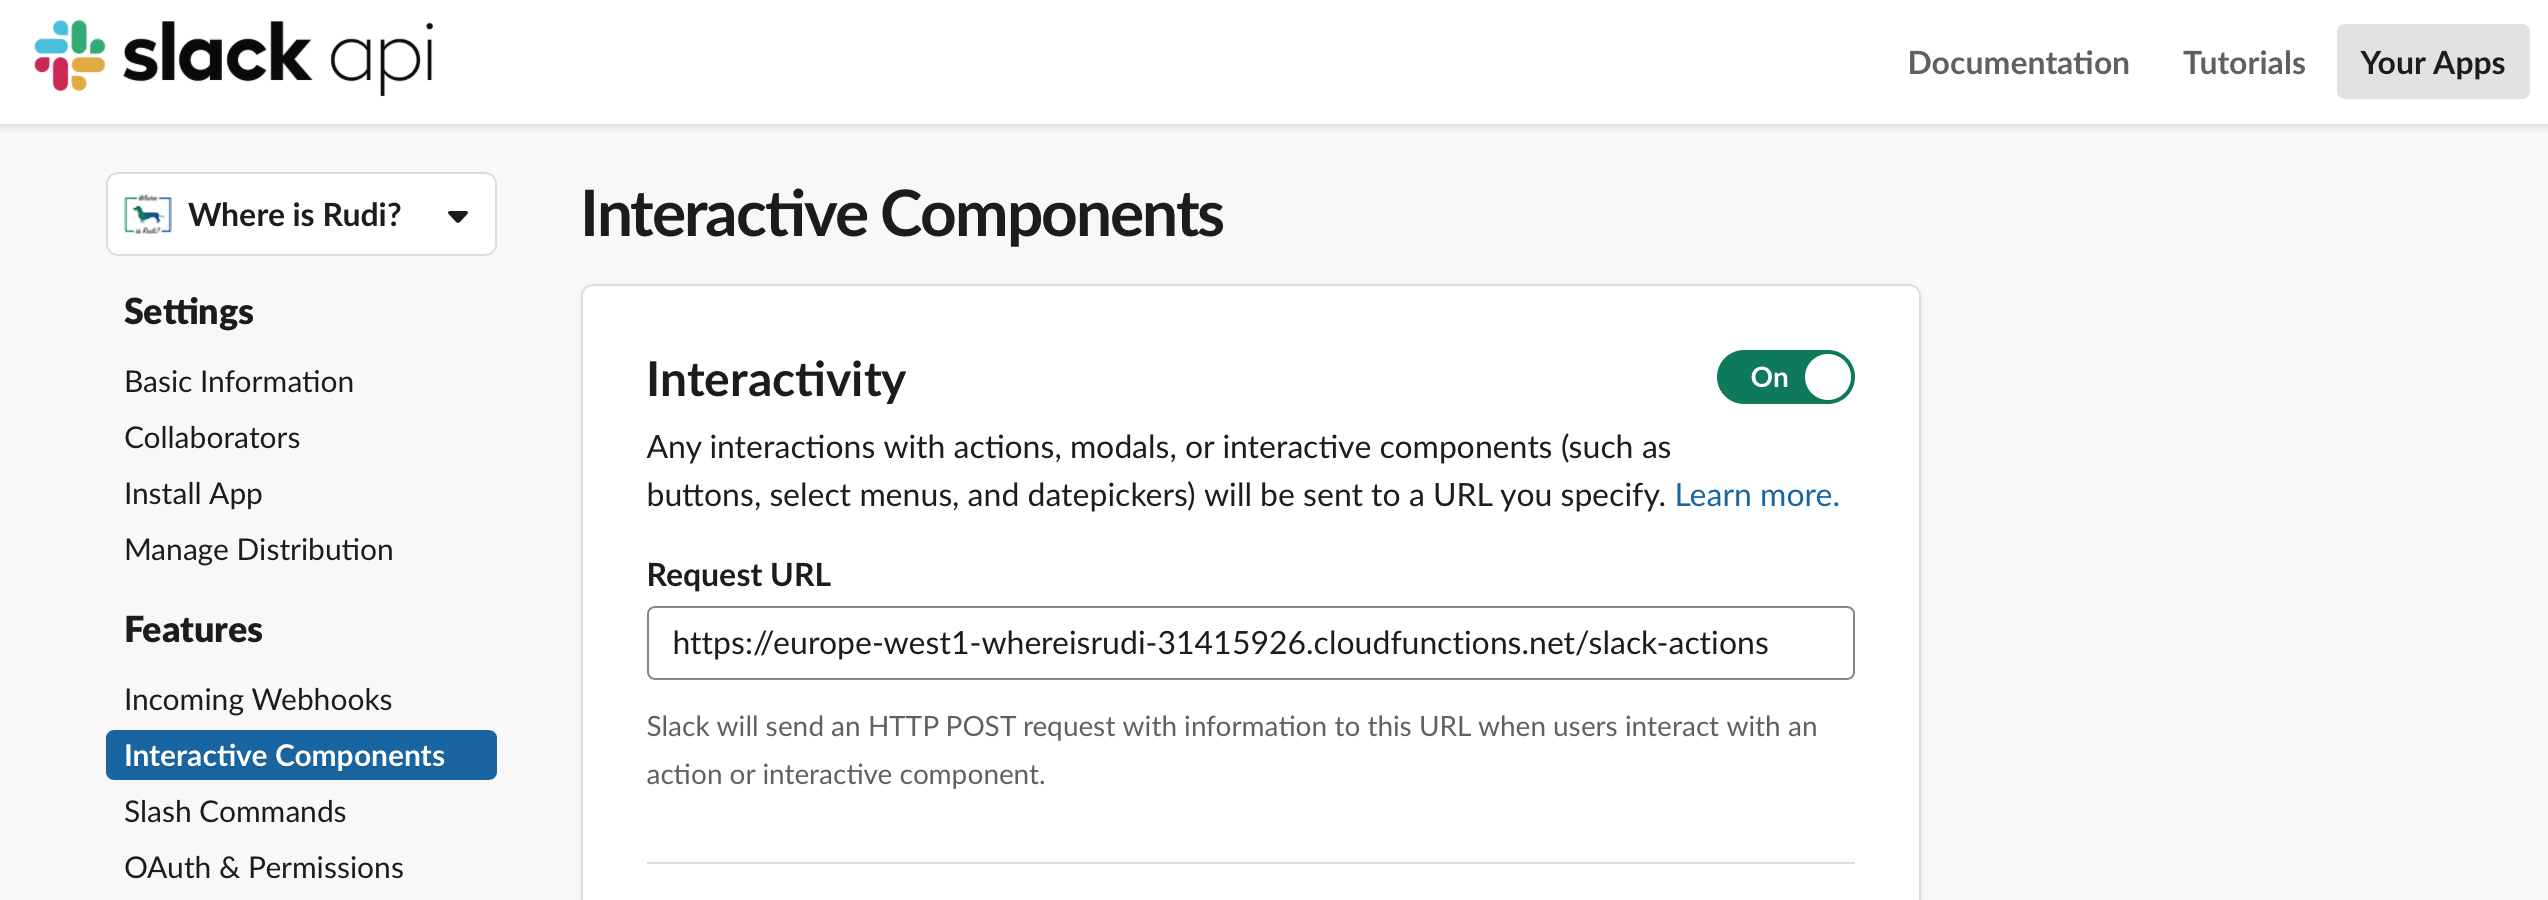 slack api
Documentation
Tutorials
Your Apps
Where is Rudi?
Where is Rudi?
Settings
Basic Information
Collaborators
Install App
Manage Distribution
Features
Incoming Webhooks
Interactive Components
Slash Commands
OAuth & Permissions
Interactive Components
Interactivity
On
Any interactions with actions, modals, or interactive components (such as
buttons, select menus, and datepickers) will be sent to a URL you specify. Learn more.
Request URL
https://europe-west1-whereisrudi-31415926.cloudfunctions.net/slack-actions
Slack will send an HTTP POST request with information to this URL when users interact with an
action or interactive component.